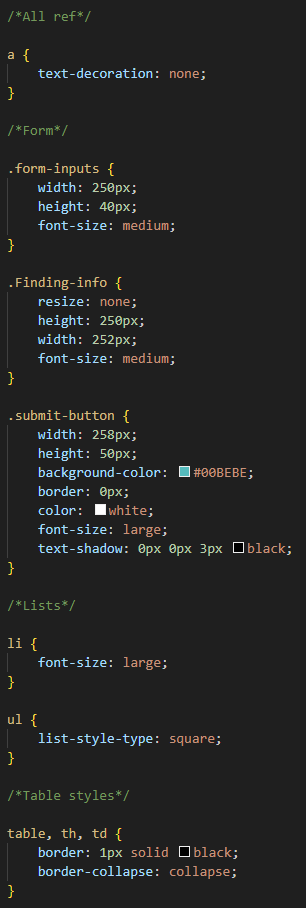 /*All ref*/
a {
text-decoration: none;
}
/*Form*/
.form-inputs {
width: 250px;
height: 40px;
font-size: medium;
}
.Finding-info {
resize: none;
height: 250px;
width: 252px;
font-size: medium;
}
.submit-button {
width: 258px;
height: 50px;
background-color: #00BEBE;
border: 0px;
color: white;
font-size: large;
text-shadow: 0px 0px 3px black;
}
/*Lists*/
li {
font-size: large;
}
ul {
list-style-type: square;
}
/*Table styles*/
table, th, td {
border: 1px solid black;
border-collapse: collapse;
}